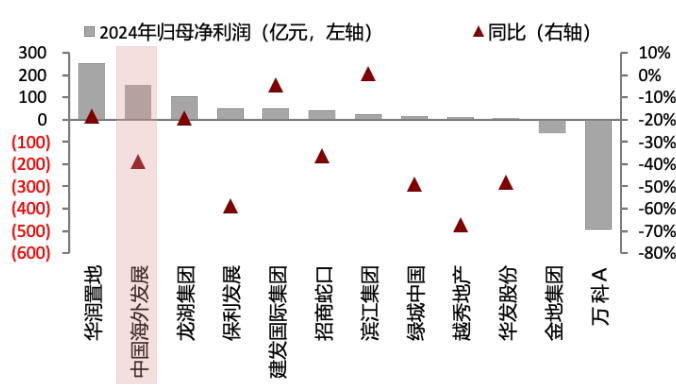 2024年归母净利润（亿元，左轴）
同比（右轴）
300
200
100
0
(100)
(200)
(300)
(400)
(500)
(600)
10%
0%
-10%
-20%
-30%
-40%
-50%
-60%
-70%
-80%
华润置地
中国海外发展
龙湖集团
保利发展
建发国际集团
招商蛇口
滨江集团
绿城中国
越秀地产
华发股份
金地集团
万科A